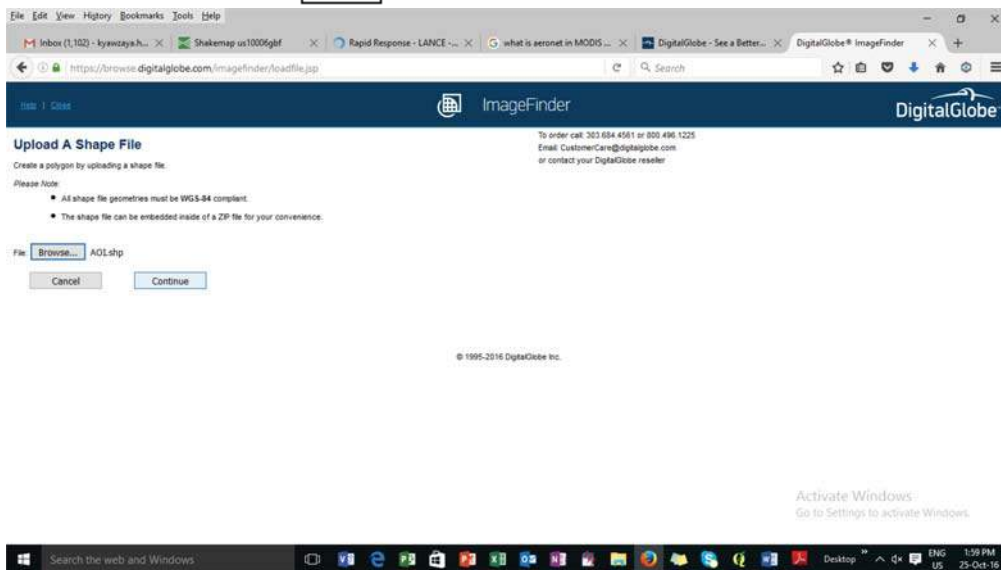 File Edit View History Bookmarks Tools Help
Inbox (1,102) - kyawzaya.h... Shakemap us10006gbf Rapid Response - LANCE -... what is aeronet in MODIS ... DigitalGlobe - See a Better... DigitalGlobe® ImageFinder
https://browse.digitalglobe.com/imagefinder/loadfile.jsp Search
Help | Close ImageFinder DigitalGlobe
To order call: 303.684.4561 or 800.496.1225
Upload A Shape File Email: CustomerCare@digitalglobe.com
or contact your DigitalGlobe reseller
Create a polygon by uploading a shape file.
Please Note:
All shape file geometries must be WGS-84 compliant.
The shape file can be embedded inside of a ZIP file for your convenience.
File: Browse... AOI.shp
Cancel Continue
© 1995-2016 DigitalGlobe Inc.
Activate Windows
Go to Settings to activate Windows.
Search the web and Windows Desktop ENG 1:59 PM
US 25-Oct-16